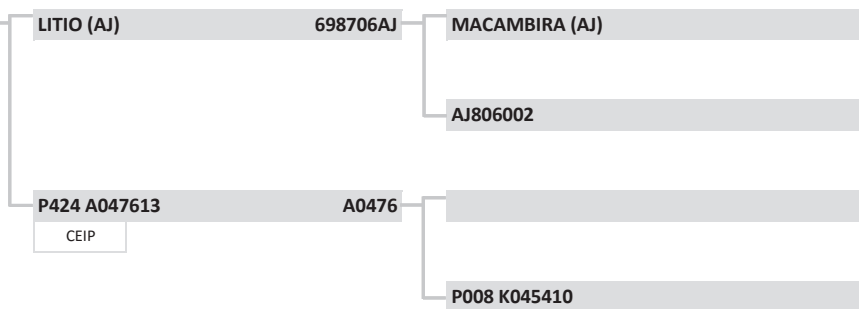 LITIO (AJ) 698706AJ MACAMBIRA (AJ)
AJ806002
P424 A047613 A0476
CEIP
P008 K045410